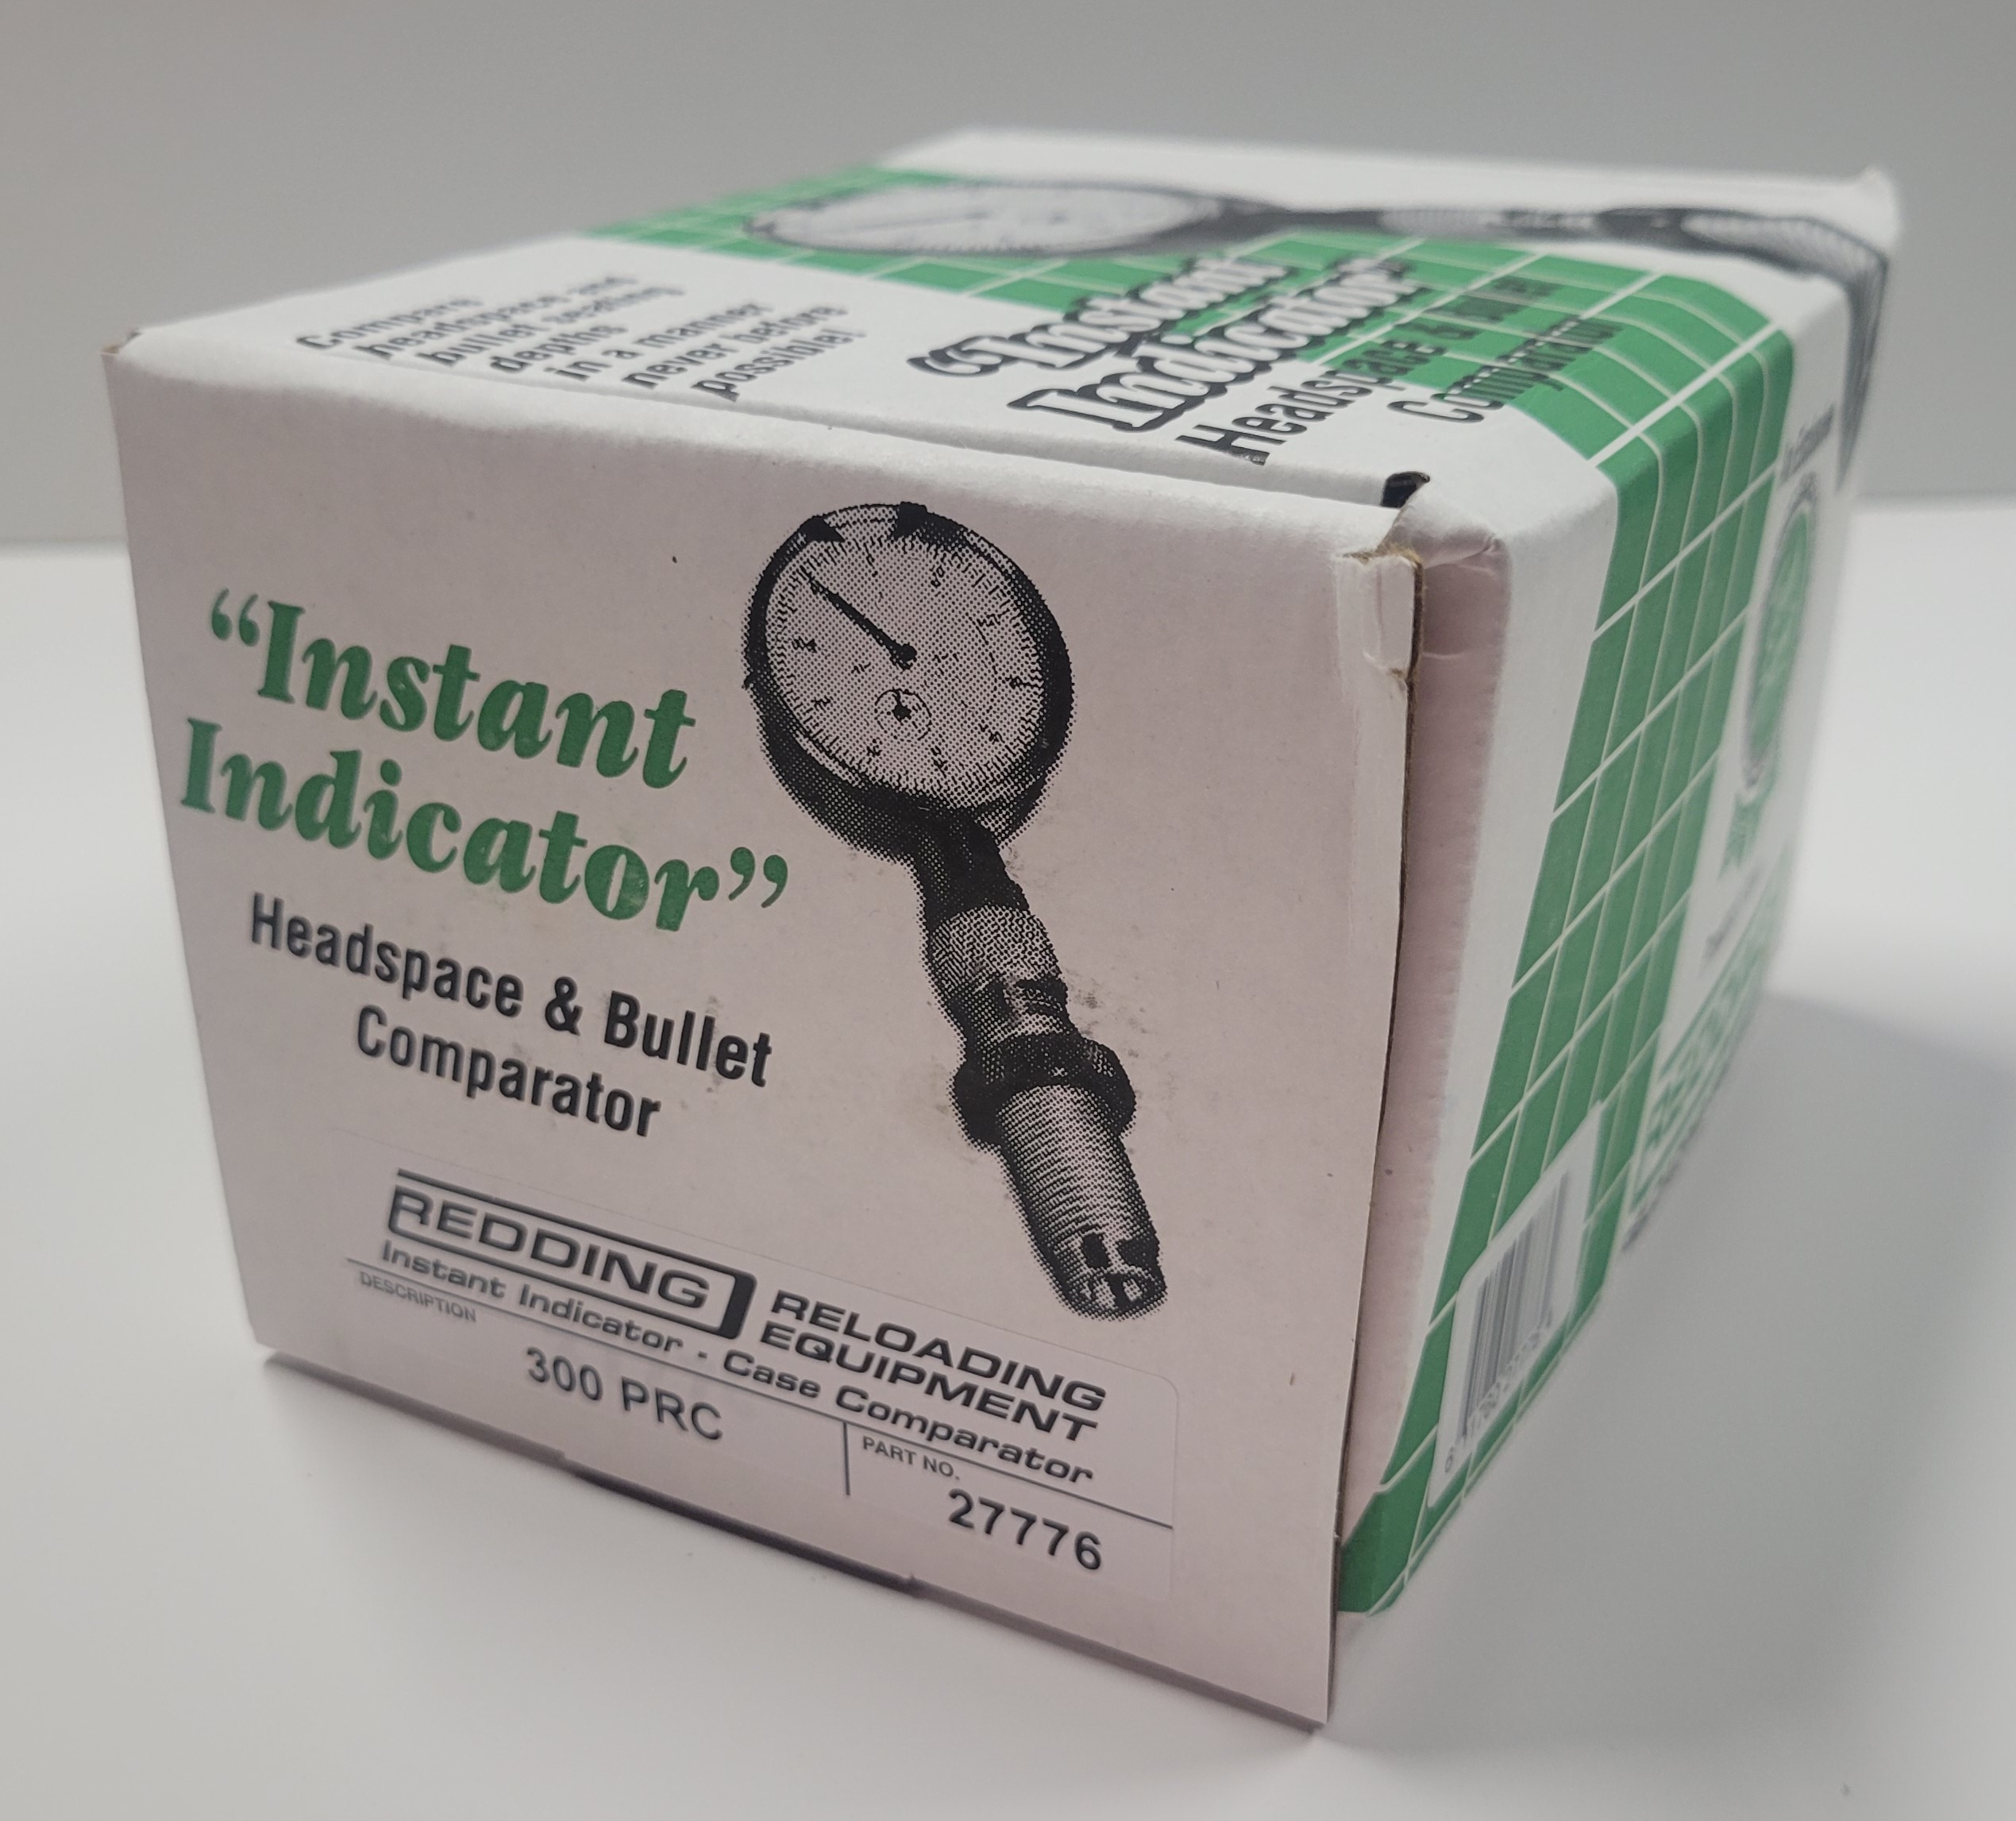 Compare
headspace and
bullet seating
depths
in a manner
never before
possible!
“Instant
Indicator”
Headspace & Bullet
Comparator
“Instant
Indicator”
Headspace & Bullet
Comparator
REDDING RELOADING
EQUIPMENT
Instant Indicator - Case Comparator
DESCRIPTION
300 PRC
PART NO.
27776